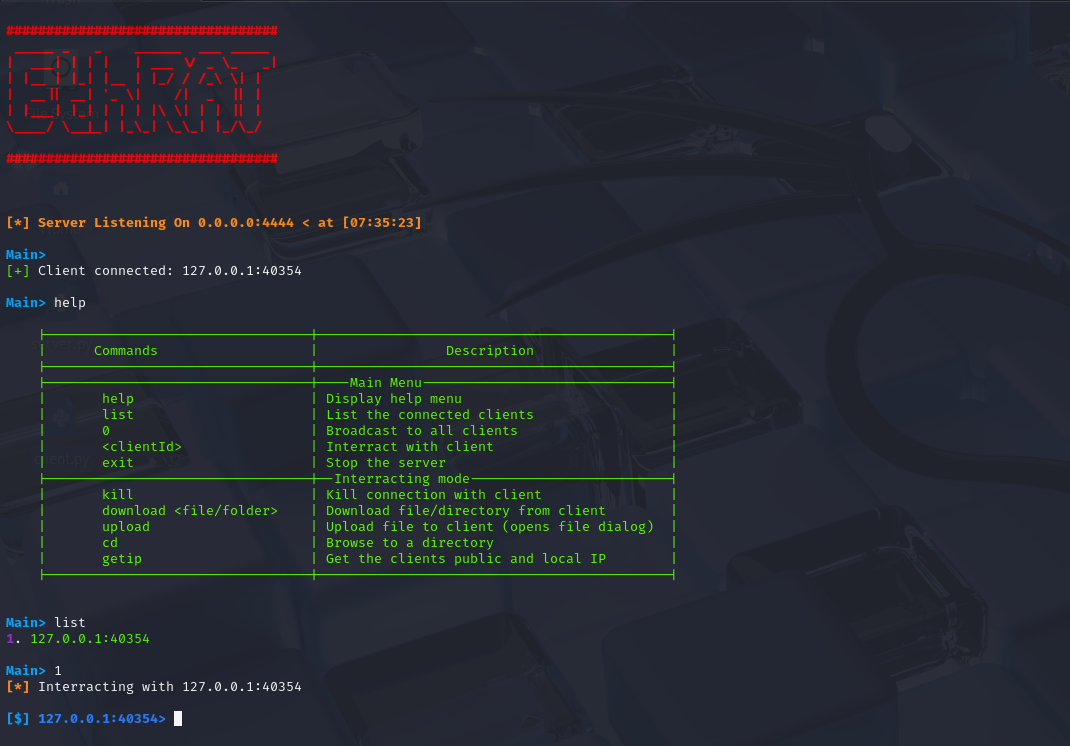 EthRAT
[*] Server Listening On 0.0.0.0:4444 < at [07:35:23]
Main>
[+] Client connected: 127.0.0.1:40354
Main> help
Commands | Description
Main Menu
help | Display help menu
list | List the connected clients
0 | Broadcast to all clients
<clientId> | Interract with client
exit | Stop the server
Interracting mode
kill | Kill connection with client
download <file/folder> | Download file/directory from client
upload | Upload file to client (opens file dialog)
cd | Browse to a directory
getip | Get the clients public and local IP
Main> list
1. 127.0.0.1:40354
Main> 1
[*] Interracting with 127.0.0.1:40354
[$] 127.0.0.1:40354>